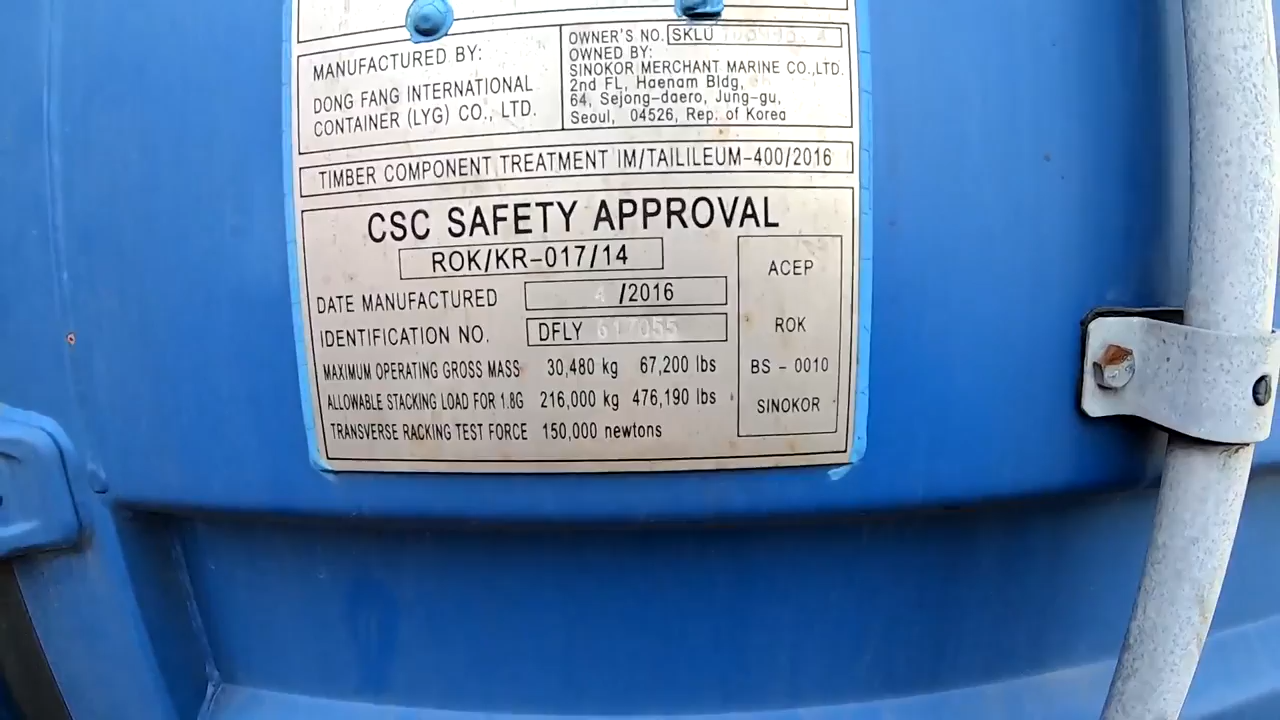 MANUFACTURED BY:
DONG FANG INTERNATIONAL
CONTAINER (LYG) CO., LTD.
OWNER'S NO. SKLU
OWNED BY:
SINOKOR MERCHANT MARINE CO.,LTD.
2nd FL, Haenam Bldg,
64, Sejong-daero, Jung-gu,
Seoul, 04526, Rep. of Korea
TIMBER COMPONENT TREATMENT IM/TAILILEUM-400/2016
CSC SAFETY APPROVAL
ROK/KR-017/14
DATE MANUFACTURED 4 /2016
IDENTIFICATION NO. DFLY
MAXIMUM OPERATING GROSS MASS 30,480 kg 67,200 lbs
ALLOWABLE STACKING LOAD FOR 1.8G 216,000 kg 476,190 lbs
TRANSVERSE RACKING TEST FORCE 150,000 newtons
ACEP
ROK
BS - 0010
SINOKOR